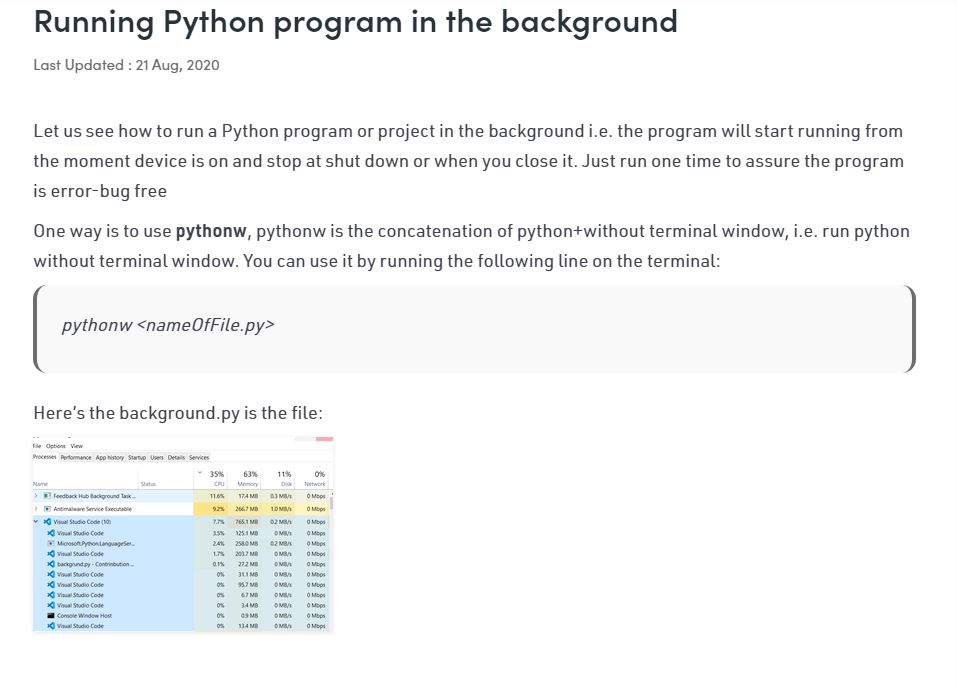 Running Python program in the background
Last Updated : 21 Aug, 2020
Let us see how to run a Python program or project in the background i.e. the program will start running from
the moment device is on and stop at shut down or when you close it. Just run one time to assure the program
is error-bug free
One way is to use pythonw, pythonw is the concatenation of python+without terminal window, i.e. run python
without terminal window. You can use it by running the following line on the terminal:
pythonw <nameOfFile.py>
Here's the background.py is the file:
File Options View
Processes Performance App history Startup Users Details Services
35% 63% 11% 0%
Name Status CPU Memory Disk Network
Feedback Hub Background Task ... 11.6% 17.4 MB 0.3 MB/s 0 Mbps
Antimalware Service Executable 9.2% 266.7 MB 1.0 MB/s 0 Mbps
Visual Studio Code (10) 7.7% 765.1 MB 0.2 MB/s 0 Mbps
Visual Studio Code 3.5% 125.1 MB 0 MB/s 0 Mbps
Microsoft.Python.LanguageSer... 2.4% 258.0 MB 0.2 MB/s 0 Mbps
Visual Studio Code 1.7% 203.7 MB 0 MB/s 0 Mbps
backgrund.py - Contrinbution ... 0.1% 27.2 MB 0 MB/s 0 Mbps
Visual Studio Code 0% 31.1 MB 0 MB/s 0 Mbps
Visual Studio Code 0% 95.7 MB 0 MB/s 0 Mbps
Visual Studio Code 0% 6.7 MB 0 MB/s 0 Mbps
Visual Studio Code 0% 3.4 MB 0 MB/s 0 Mbps
Console Window Host 0% 0.9 MB 0 MB/s 0 Mbps
Visual Studio Code 0% 13.4 MB 0 MB/s 0 Mbps